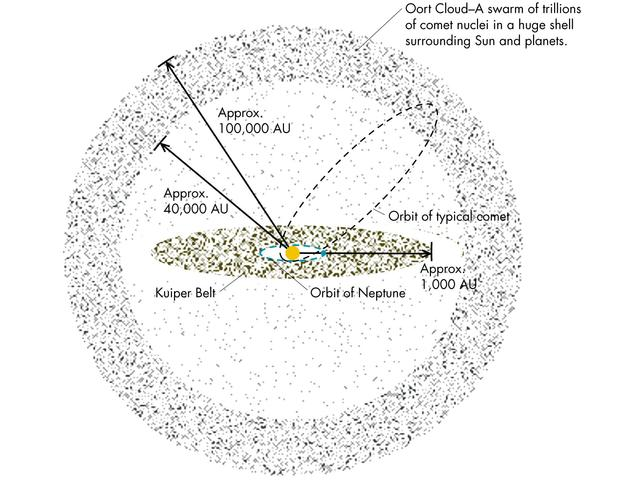 Oort Cloud–A swarm of trillions
of comet nuclei in a huge shell
surrounding Sun and planets.
Approx.
100,000 AU
Approx.
40,000 AU
Orbit of typical comet
Approx.
1,000 AU
Kuiper Belt
Orbit of Neptune